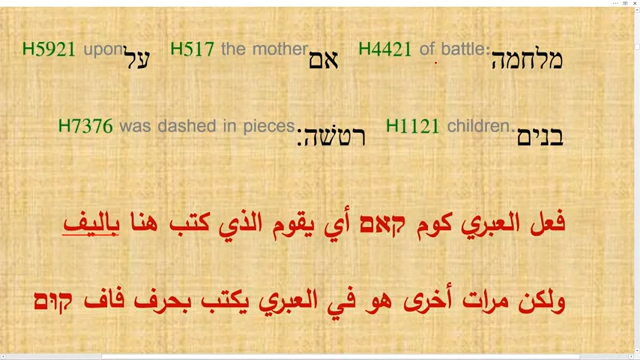 מלחמה H4421 of battle: אם H517 the mother על H5921 upon
בנים H1121 children. רטשׁה׃ H7376 was dashed in pieces
فعل العبري كوم קאם أي يقوم الذي كتب هنا باليف
ولكن مرات أخرى هو في العبري يكتب بحرف فاف קוּם